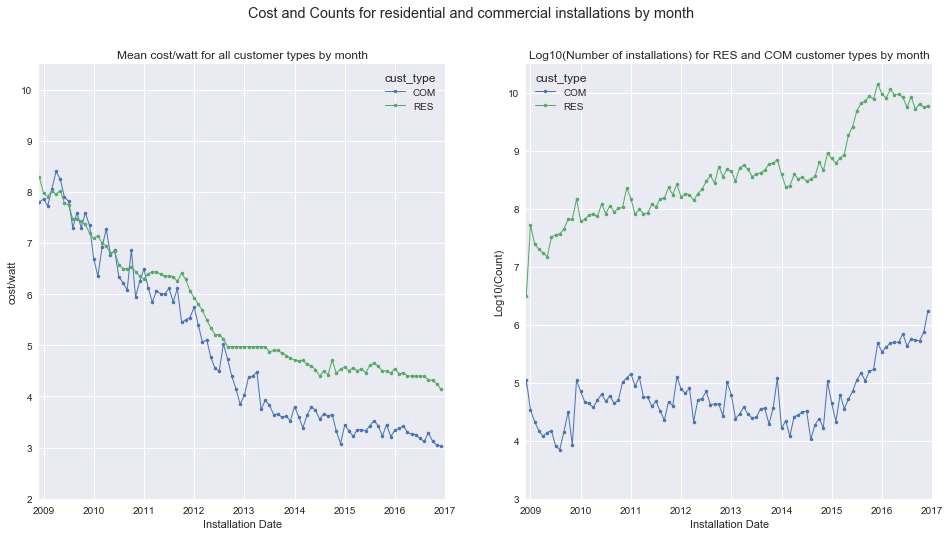 Cost and Counts for residential and commercial installations by month
Mean cost/watt for all customer types by month
cust_type
COM
RES
10
9
8
7
6
5
4
3
2
cost/watt
2009 2010 2011 2012 2013 2014 2015 2016 2017
Installation Date
Log10(Number of installations) for RES and COM customer types by month
cust_type
COM
RES
10
9
8
7
6
5
4
3
Log10(Count)
2009 2010 2011 2012 2013 2014 2015 2016 2017
Installation Date